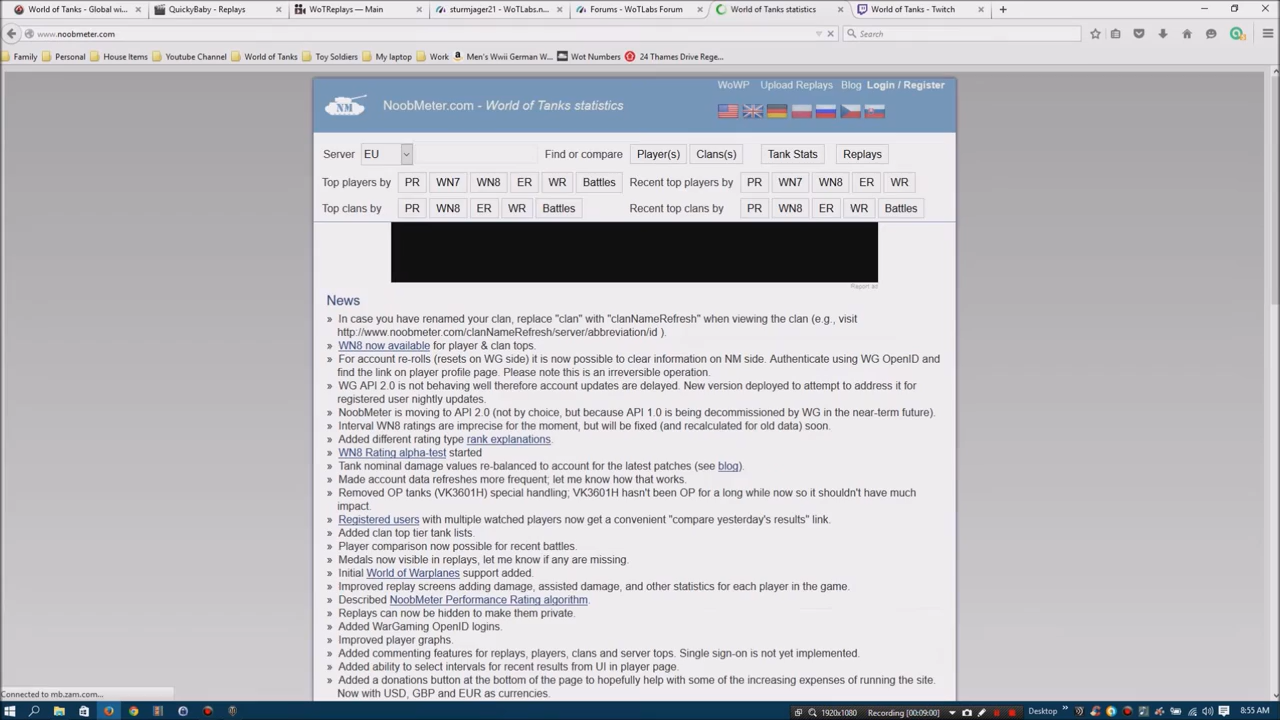 World of Tanks - Global wi...
QuickyBaby - Replays
WoTReplays — Main
sturmjager21 - WoTLabs.n...
Forums - WoTLabs Forum
World of Tanks statistics
World of Tanks - Twitch
www.noobmeter.com
Search
Family
Personal
House Items
Youtube Channel
World of Tanks
Toy Soldiers
My laptop
Work
Men's Wwii German W...
Wot Numbers
24 Thames Drive Rege...
WoWP Upload Replays Blog Login / Register
NM
NoobMeter.com - World of Tanks statistics
Server EU Find or compare Player(s) Clans(s) Tank Stats Replays
Top players by PR WN7 WN8 ER WR Battles Recent top players by PR WN7 WN8 ER WR
Top clans by PR WN8 ER WR Battles Recent top clans by PR WN8 ER WR Battles
Report ad
News
» In case you have renamed your clan, replace "clan" with "clanNameRefresh" when viewing the clan (e.g., visit
http://www.noobmeter.com/clanNameRefresh/server/abbreviation/id ).
» WN8 now available for player & clan tops.
» For account re-rolls (resets on WG side) it is now possible to clear information on NM side. Authenticate using WG OpenID and
find the link on player profile page. Please note this is an irreversible operation.
» WG API 2.0 is not behaving well therefore account updates are delayed. New version deployed to attempt to address it for
registered user nightly updates.
» NoobMeter is moving to API 2.0 (not by choice, but because API 1.0 is being decommissioned by WG in the near-term future).
» Interval WN8 ratings are imprecise for the moment, but will be fixed (and recalculated for old data) soon.
» Added different rating type rank explanations.
» WN8 Rating alpha-test started
» Tank nominal damage values re-balanced to account for the latest patches (see blog).
» Made account data refreshes more frequent; let me know how that works.
» Removed OP tanks (VK3601H) special handling; VK3601H hasn't been OP for a long while now so it shouldn't have much
impact.
» Registered users with multiple watched players now get a convenient "compare yesterday's results" link.
» Added clan top tier tank lists.
» Player comparison now possible for recent battles.
» Medals now visible in replays, let me know if any are missing.
» Initial World of Warplanes support added.
» Improved replay screens adding damage, assisted damage, and other statistics for each player in the game.
» Described NoobMeter Performance Rating algorithm.
» Replays can now be hidden to make them private.
» Added WarGaming OpenID logins.
» Improved player graphs.
» Added commenting features for replays, players, clans and server tops. Single sign-on is not yet implemented.
» Added ability to select intervals for recent results from UI in player page.
» Added a donations button at the bottom of the page to hopefully help with some of the increasing expenses of running the site.
Now with USD, GBP and EUR as currencies.
Connected to mb.zam.com...
1920x1080
Recording [00:09:00]
Desktop
8:55 AM